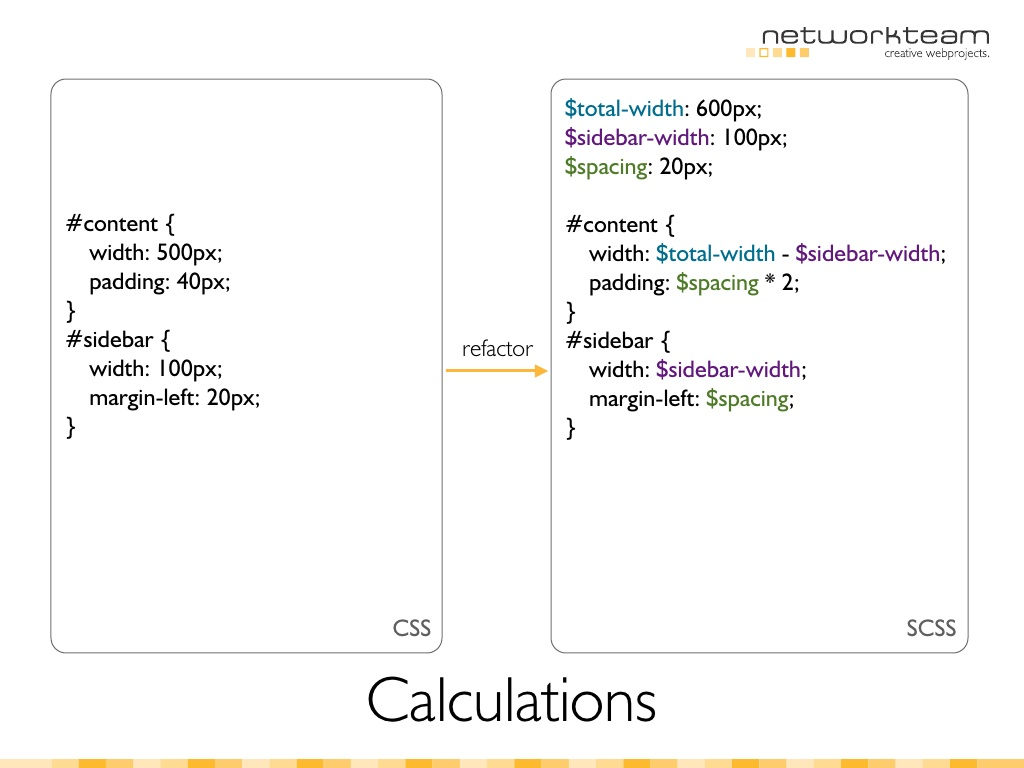 networkteam
creative webprojects.
#content {
width: 500px;
padding: 40px;
}
#sidebar {
width: 100px;
margin-left: 20px;
}
CSS
refactor
$total-width: 600px;
$sidebar-width: 100px;
$spacing: 20px;
#content {
width: $total-width - $sidebar-width;
padding: $spacing * 2;
}
#sidebar {
width: $sidebar-width;
margin-left: $spacing;
}
SCSS
Calculations